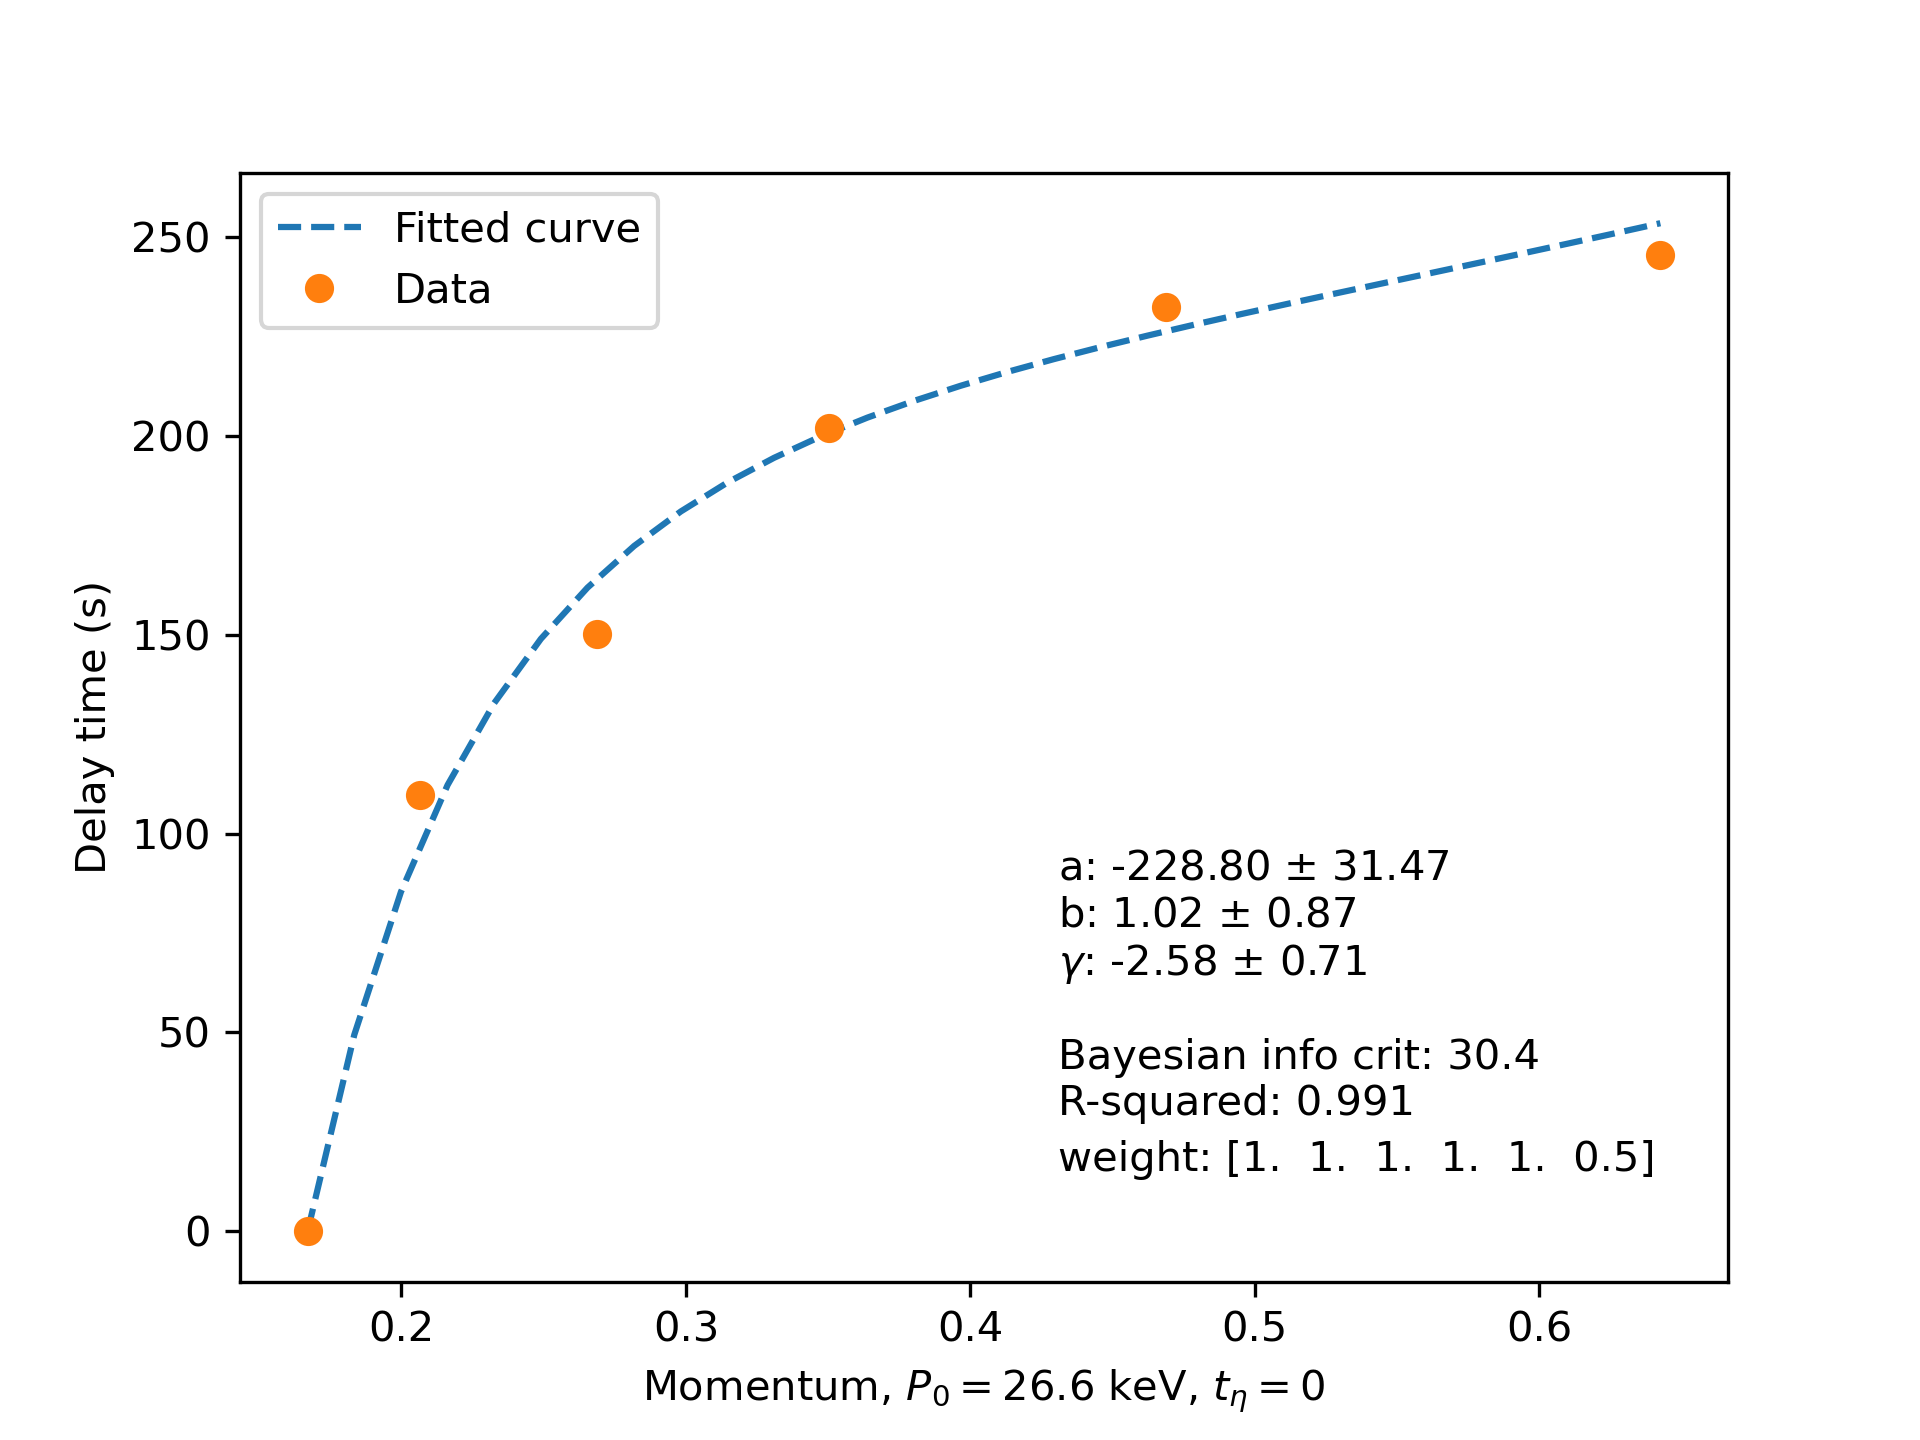 Fitted curve
Data
250
200
150
100
50
0
Delay time (s)
a: -228.80 ± 31.47
b: 1.02 ± 0.87
γ: -2.58 ± 0.71
Bayesian info crit: 30.4
R-squared: 0.991
weight: [1.  1.  1.  1.  1.  0.5]
0.2 0.3 0.4 0.5 0.6
Momentum, P₀ = 26.6 keV, tη = 0